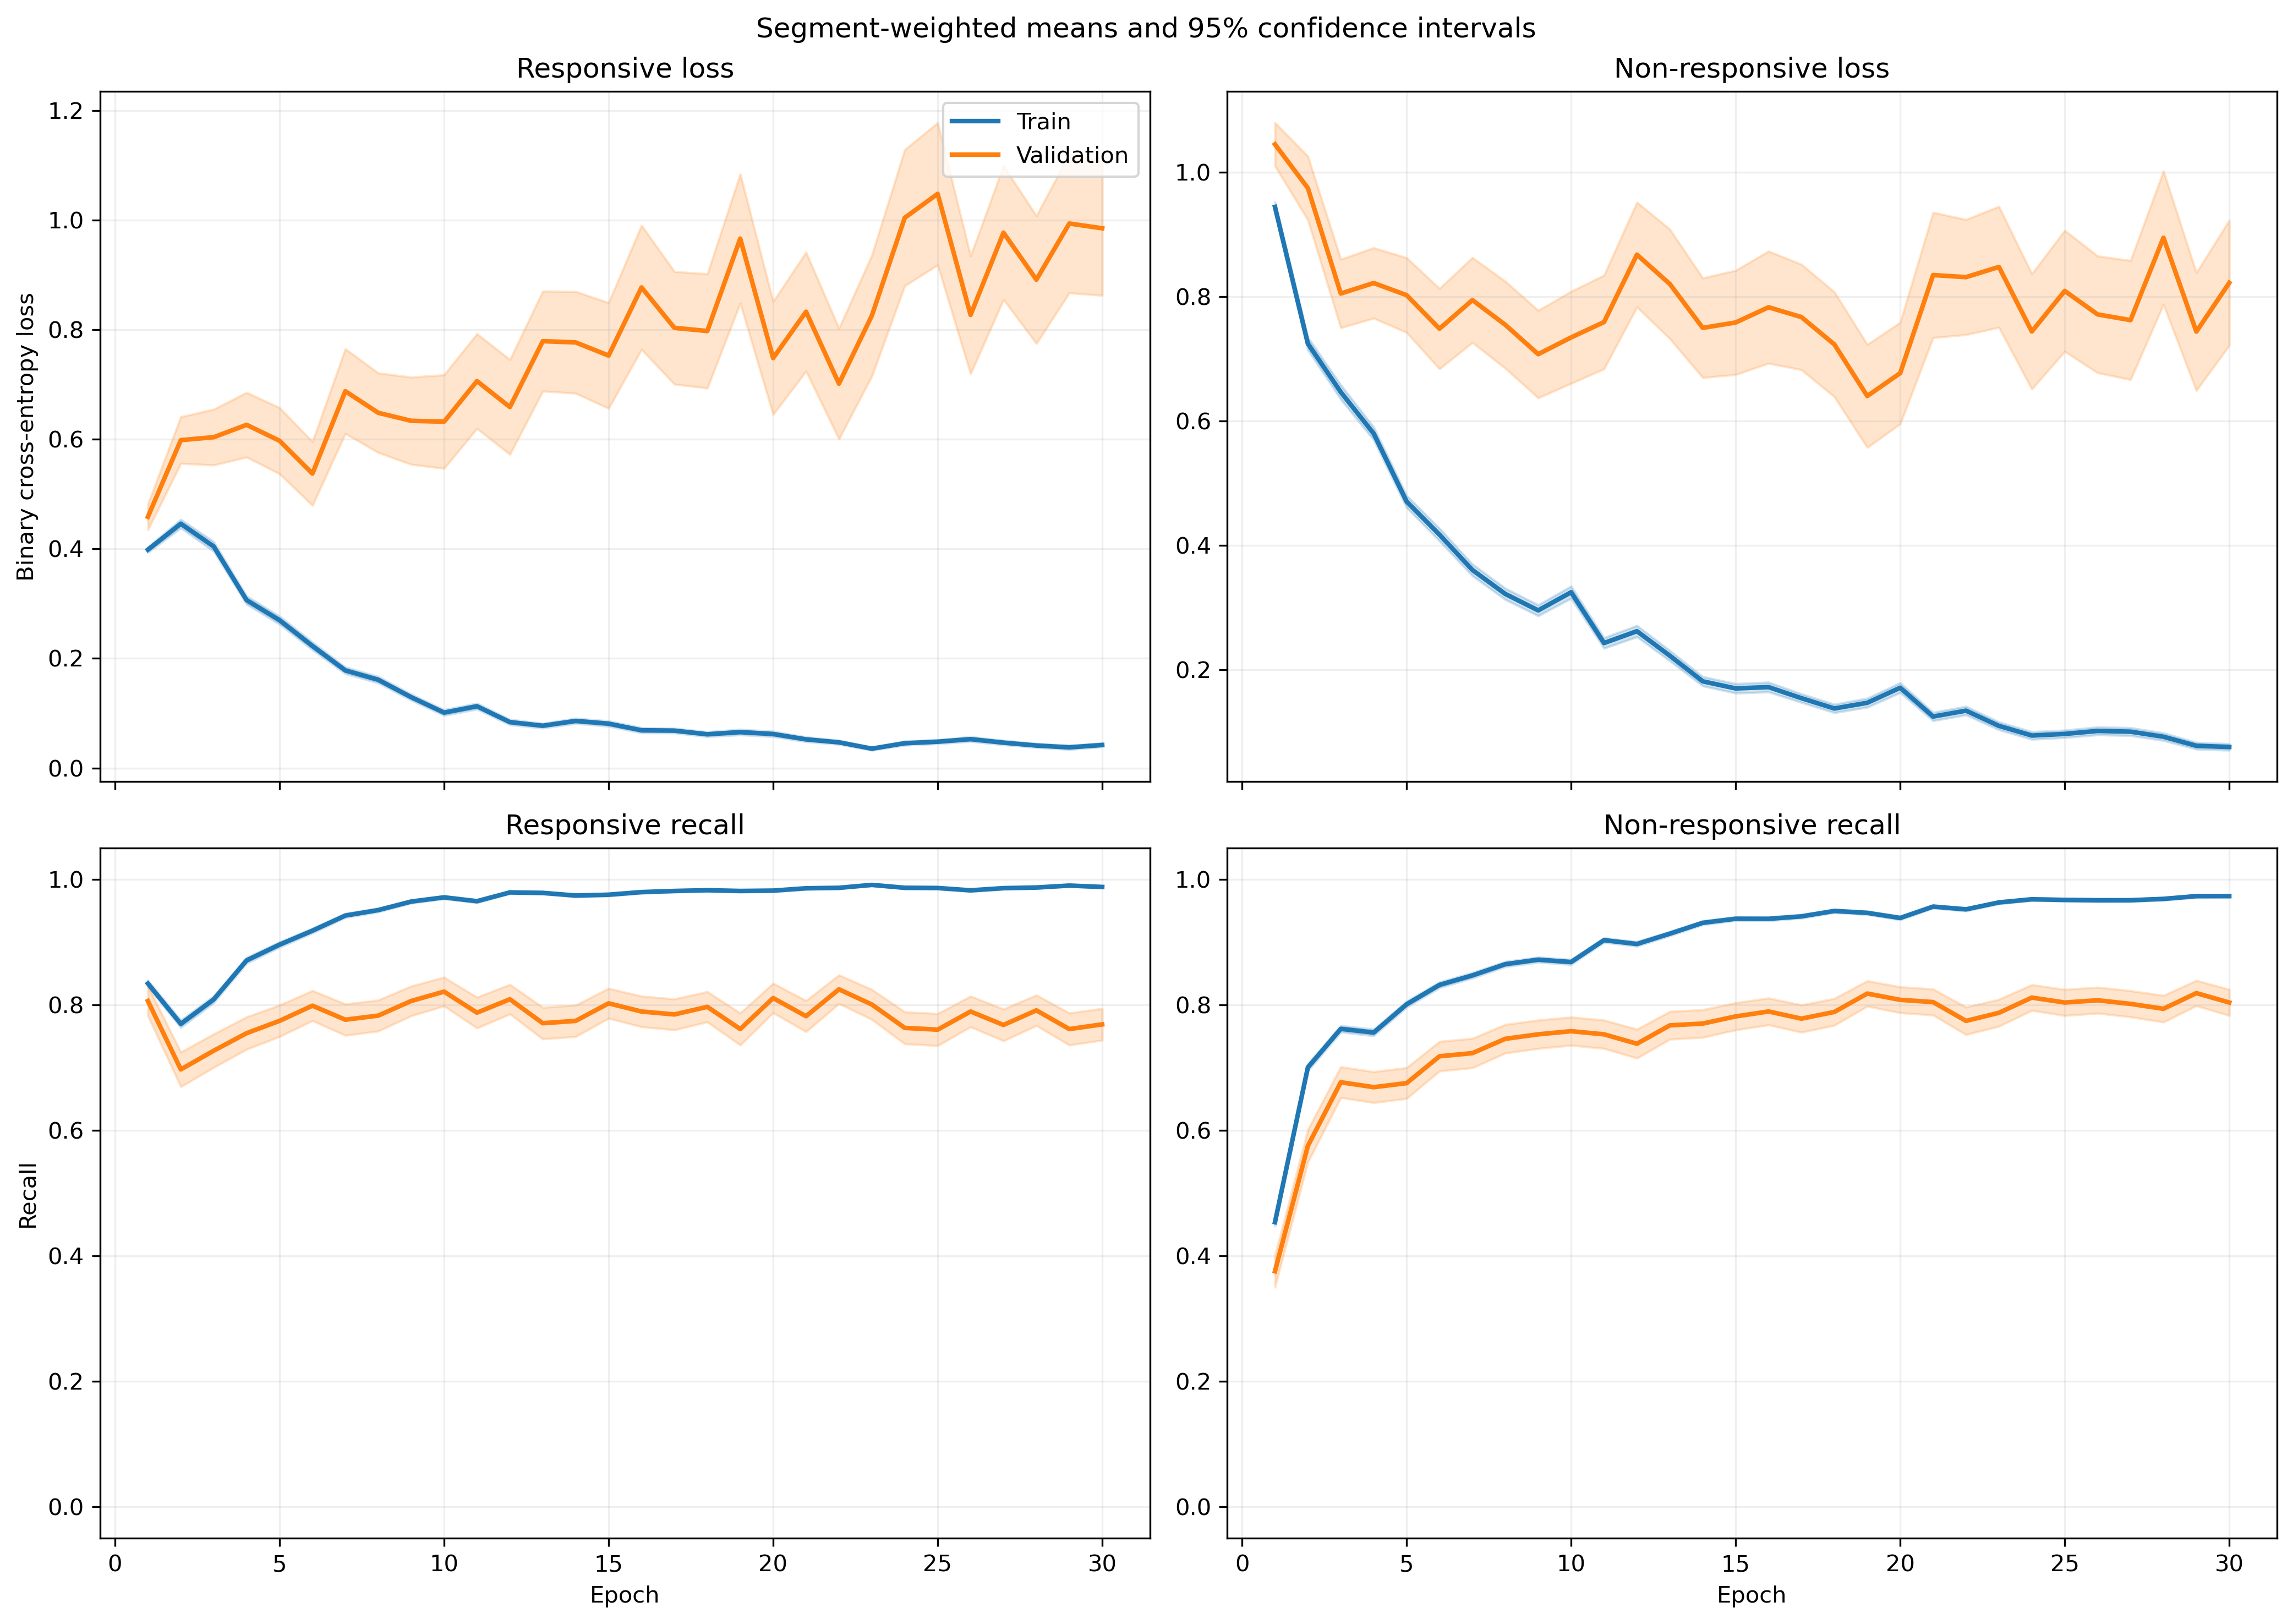 Segment-weighted means and 95% confidence intervals
Responsive loss
Non-responsive loss
Train
Validation
Binary cross-entropy loss
1.2
1.0
0.8
0.6
0.4
0.2
0.0
1.0
0.8
0.6
0.4
0.2
Responsive recall
Non-responsive recall
Recall
1.0
0.8
0.6
0.4
0.2
0.0
0 5 10 15 20 25 30
Epoch
1.0
0.8
0.6
0.4
0.2
0.0
0 5 10 15 20 25 30
Epoch